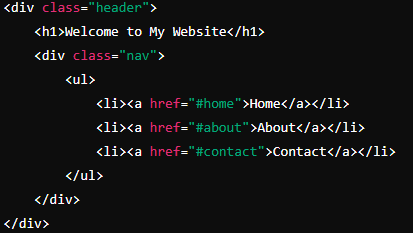 <div class="header">
    <h1>Welcome to My Website</h1>
    <div class="nav">
        <ul>
            <li><a href="#home">Home</a></li>
            <li><a href="#about">About</a></li>
            <li><a href="#contact">Contact</a></li>
        </ul>
    </div>
</div>